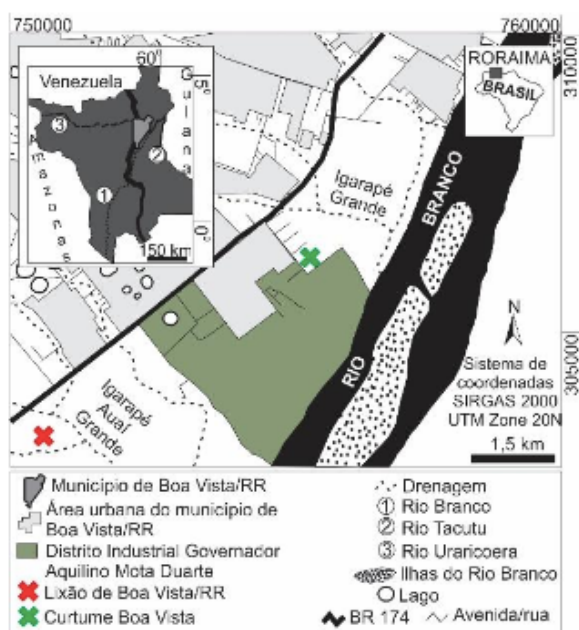 750000
760000
60°
Venezuela
Guiana
5°
3
2
Amazonas
1
0°
150 km
RORAIMA
BRASIL
310000
Igarapé
Grande
BRANCO
RIO
N
305000
Sistema de
coordenadas
SIRGAS 2000
UTM Zone 20N
1,5 km
Igarapé
Auaí
Grande
Município de Boa Vista/RR
Área urbana do município de
Boa Vista/RR
Distrito Industrial Governador
Aquilino Mota Duarte
Lixão de Boa Vista/RR
Curtume Boa Vista
Drenagem
1 Rio Branco
2 Rio Tacutu
3 Rio Uraricoera
Ilhas do Rio Branco
Lago
BR 174
Avenida/rua